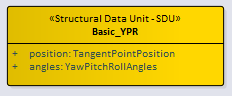 «Structural Data Unit - SDU»
Basic_YPR
+ position: TangentPointPosition
+ angles: YawPitchRollAngles